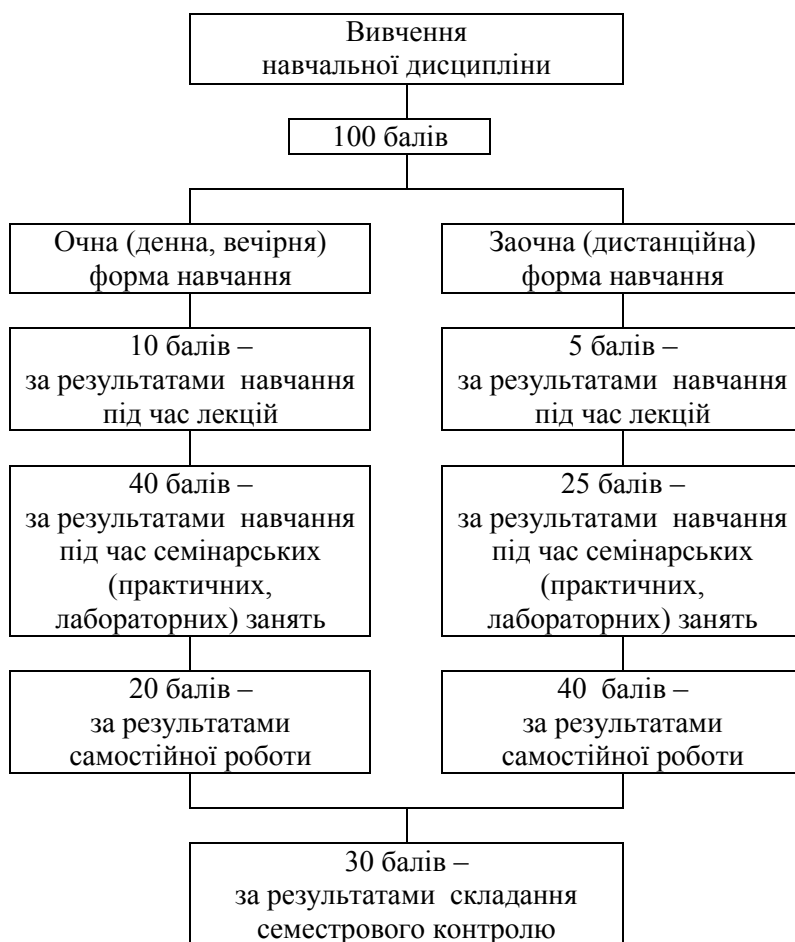 Вивчення
навчальної дисципліни
100 балів
Очна (денна, вечірня)
форма навчання
Заочна (дистанційна)
форма навчання
10 балів –
за результатами навчання
під час лекцій
5 балів –
за результатами навчання
під час лекцій
40 балів –
за результатами навчання
під час семінарських
(практичних,
лабораторних) занять
25 балів –
за результатами навчання
під час семінарських
(практичних,
лабораторних) занять
20 балів –
за результатами
самостійної роботи
40 балів –
за результатами
самостійної роботи
30 балів –
за результатами складання
семестрового контролю